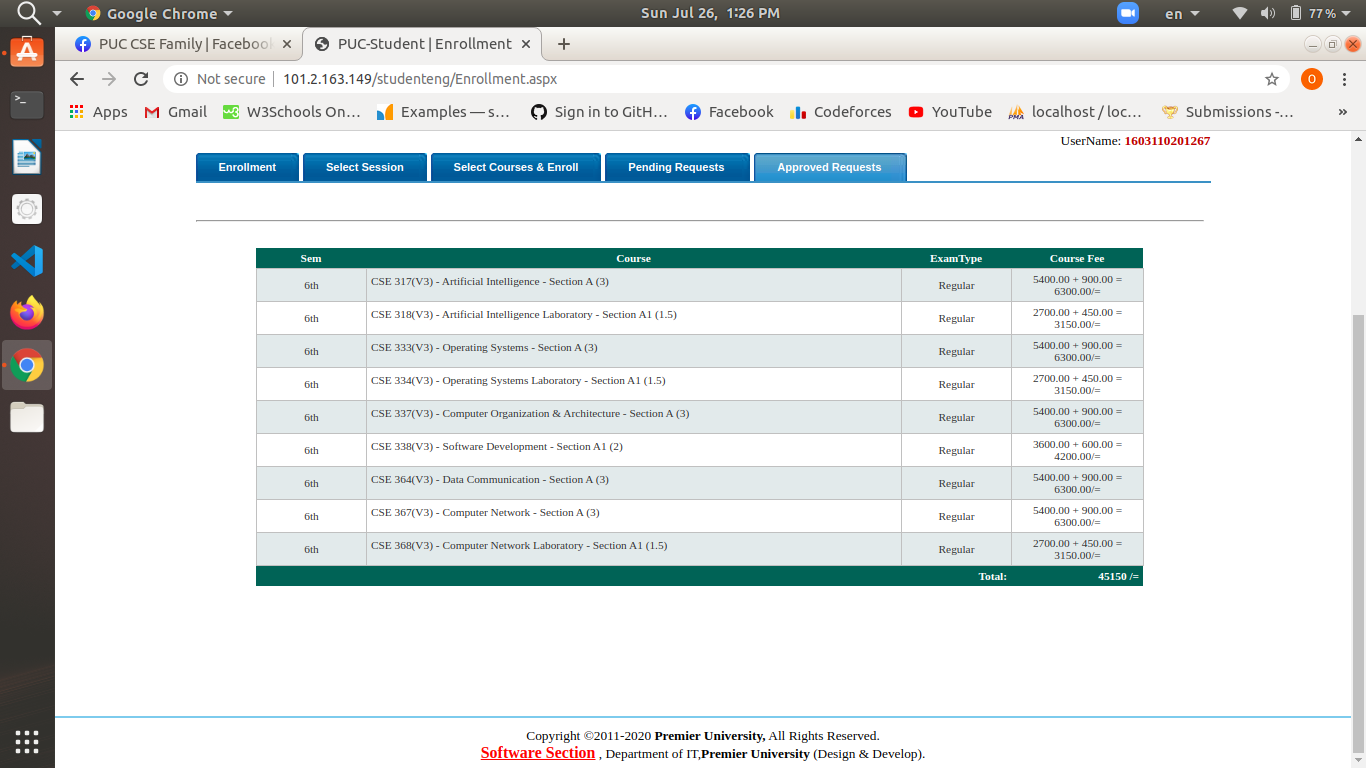 Google Chrome
Sun Jul 26, 1:26 PM
en
77%
PUC CSE Family | Faceboo
PUC-Student | Enrollment
Not secure
101.2.163.149/studenteng/Enrollment.aspx
O
Apps
Gmail
W3Schools On…
Examples — s…
Sign in to GitH…
Facebook
Codeforces
YouTube
localhost / loc…
Submissions -…
»
UserName: 1603110201267
Enrollment
Select Session
Select Courses & Enroll
Pending Requests
Approved Requests
Sem Course ExamType Course Fee
6th CSE 317(V3) - Artificial Intelligence - Section A (3) Regular 5400.00 + 900.00 =
6300.00/=
6th CSE 318(V3) - Artificial Intelligence Laboratory - Section A1 (1.5) Regular 2700.00 + 450.00 =
3150.00/=
6th CSE 333(V3) - Operating Systems - Section A (3) Regular 5400.00 + 900.00 =
6300.00/=
6th CSE 334(V3) - Operating Systems Laboratory - Section A1 (1.5) Regular 2700.00 + 450.00 =
3150.00/=
6th CSE 337(V3) - Computer Organization & Architecture - Section A (3) Regular 5400.00 + 900.00 =
6300.00/=
6th CSE 338(V3) - Software Development - Section A1 (2) Regular 3600.00 + 600.00 =
4200.00/=
6th CSE 364(V3) - Data Communication - Section A (3) Regular 5400.00 + 900.00 =
6300.00/=
6th CSE 367(V3) - Computer Network - Section A (3) Regular 5400.00 + 900.00 =
6300.00/=
6th CSE 368(V3) - Computer Network Laboratory - Section A1 (1.5) Regular 2700.00 + 450.00 =
3150.00/=
Total: 45150 /=
Copyright ©2011-2020 Premier University, All Rights Reserved.
Software Section , Department of IT,Premier University (Design & Develop).